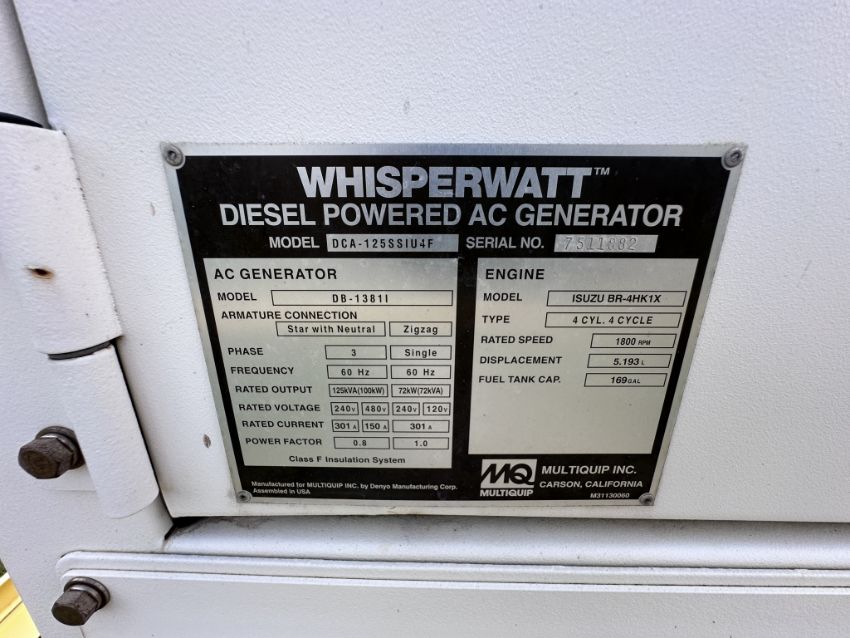 WHISPERWATT™
DIESEL POWERED AC GENERATOR
MODEL DCA-125SSIU4F SERIAL NO. 7511882
AC GENERATOR
MODEL DB-1381I
ARMATURE CONNECTION
Star with Neutral Zigzag
PHASE 3 Single
FREQUENCY 60 Hz 60 Hz
RATED OUTPUT 125kVA(100kW) 72kW(72kVA)
RATED VOLTAGE 240V 480V 240V 120V
RATED CURRENT 301 A 150 A 301 A
POWER FACTOR 0.8 1.0
Class F Insulation System
Manufactured for MULTIQUIP INC. by Denyo Manufacturing Corp.
Assembled in USA
ENGINE
MODEL ISUZU BR-4HK1X
TYPE 4 CYL. 4 CYCLE
RATED SPEED 1800 RPM
DISPLACEMENT 5.193 L
FUEL TANK CAP. 169 GAL
MQ
MULTIQUIP
MULTIQUIP INC.
CARSON, CALIFORNIA
M31130060